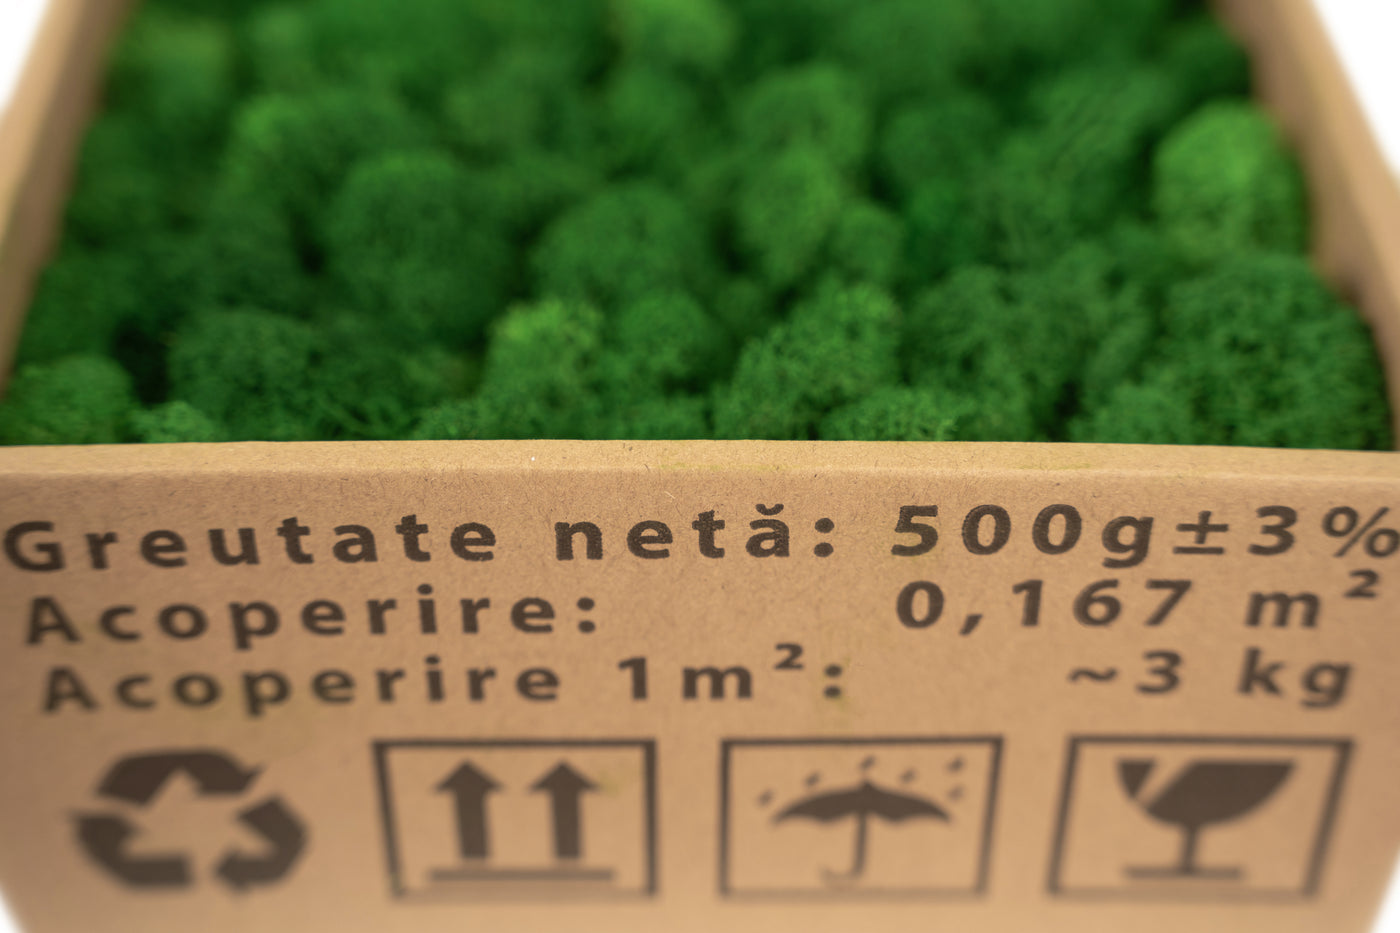 Greutate netă: 500g±3%
Acoperire: 0,167 m²
Acoperire 1m²: ~3 kg